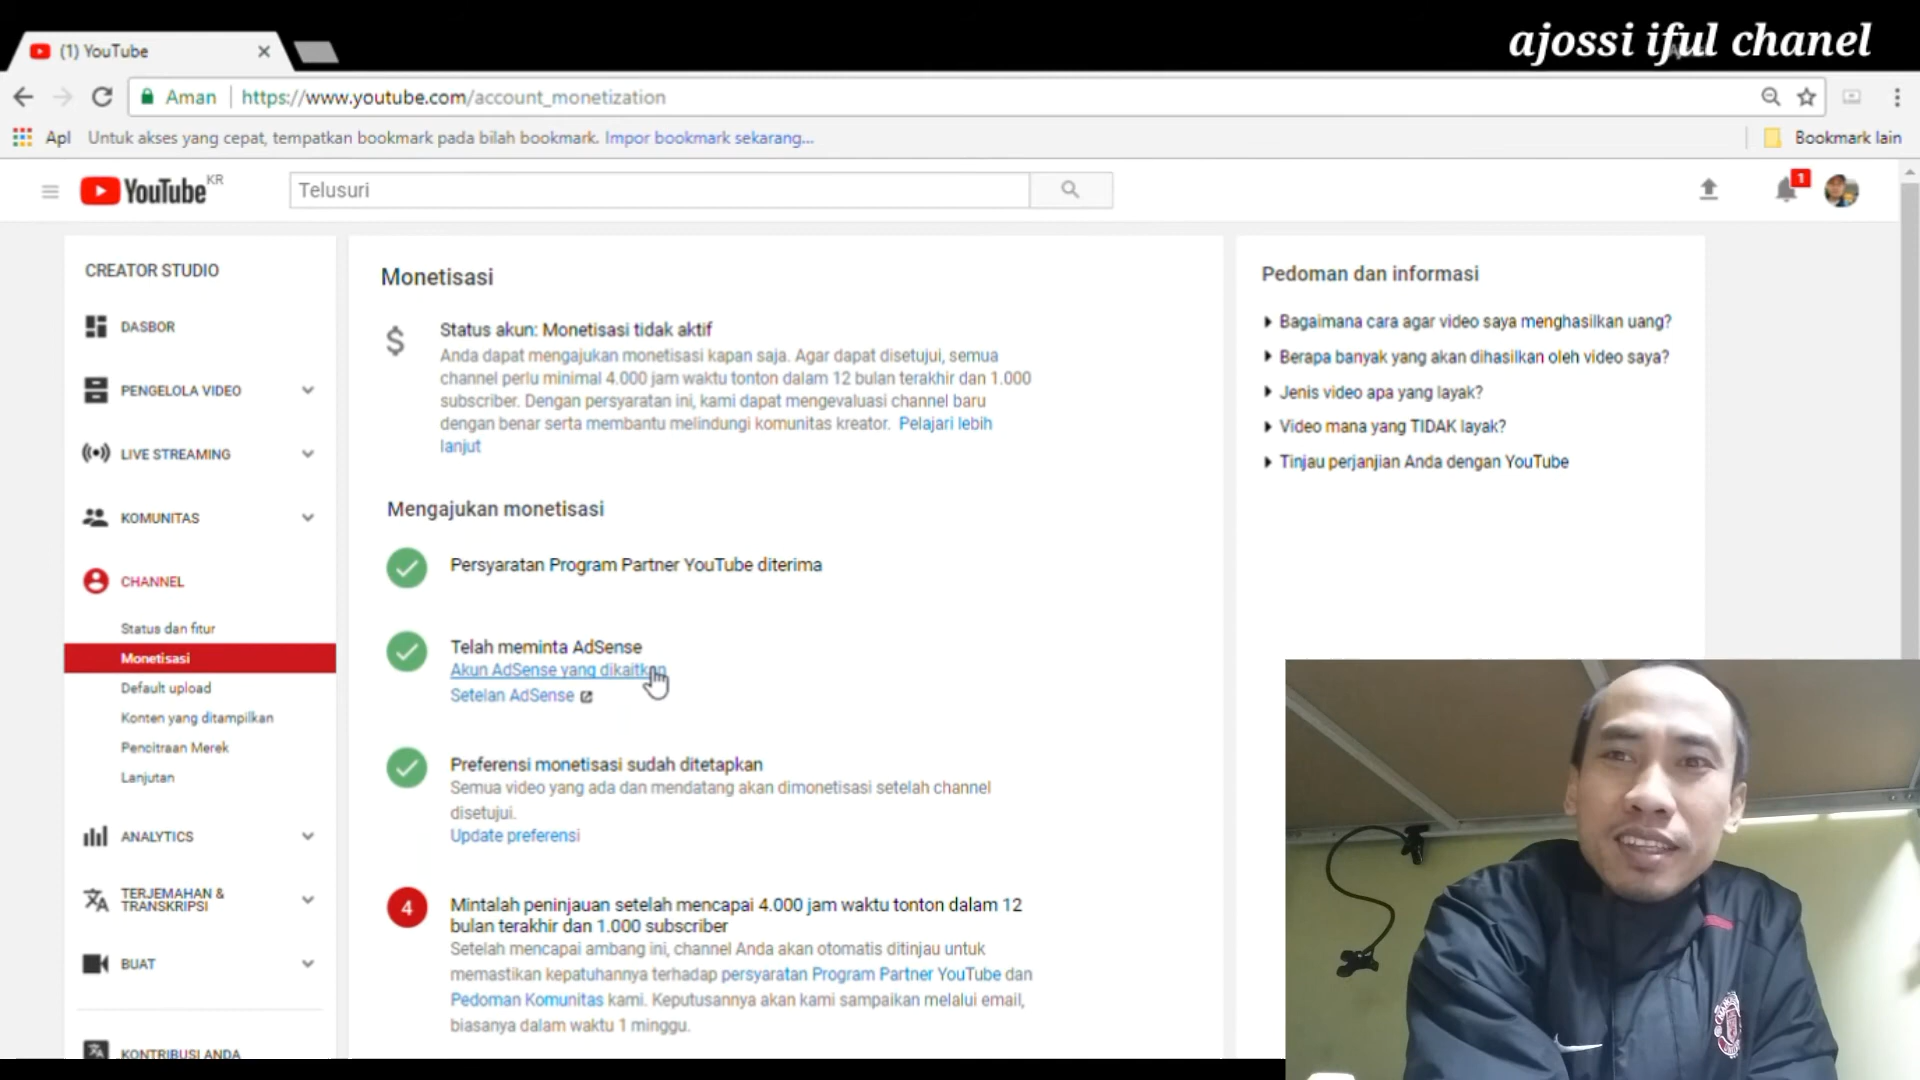 ajossi iful chanel
(1) YouTube
Aman https://www.youtube.com/account_monetization
Apl Untuk akses yang cepat, tempatkan bookmark pada bilah bookmark. Impor bookmark sekarang... Bookmark lain
YouTube KR
Telusuri
1
CREATOR STUDIO
DASBOR
PENGELOLA VIDEO
LIVE STREAMING
KOMUNITAS
CHANNEL
Status dan fitur
Monetisasi
Default upload
Konten yang ditampilkan
Pencitraan Merek
Lanjutan
ANALYTICS
TERJEMAHAN &
TRANSKRIPSI
BUAT
KONTRIBUSI ANDA
Monetisasi
Status akun: Monetisasi tidak aktif
Anda dapat mengajukan monetisasi kapan saja. Agar dapat disetujui, semua
channel perlu minimal 4.000 jam waktu tonton dalam 12 bulan terakhir dan 1.000
subscriber. Dengan persyaratan ini, kami dapat mengevaluasi channel baru
dengan benar serta membantu melindungi komunitas kreator. Pelajari lebih
lanjut
Mengajukan monetisasi
Persyaratan Program Partner YouTube diterima
Telah meminta AdSense
Akun AdSense yang dikaitkan
Setelan AdSense
Preferensi monetisasi sudah ditetapkan
Semua video yang ada dan mendatang akan dimonetisasi setelah channel
disetujui.
Update preferensi
4
Mintalah peninjauan setelah mencapai 4.000 jam waktu tonton dalam 12
bulan terakhir dan 1.000 subscriber
Setelah mencapai ambang ini, channel Anda akan otomatis ditinjau untuk
memastikan kepatuhannya terhadap persyaratan Program Partner YouTube dan
Pedoman Komunitas kami. Keputusannya akan kami sampaikan melalui email,
biasanya dalam waktu 1 minggu.
Pedoman dan informasi
Bagaimana cara agar video saya menghasilkan uang?
Berapa banyak yang akan dihasilkan oleh video saya?
Jenis video apa yang layak?
Video mana yang TIDAK layak?
Tinjau perjanjian Anda dengan YouTube